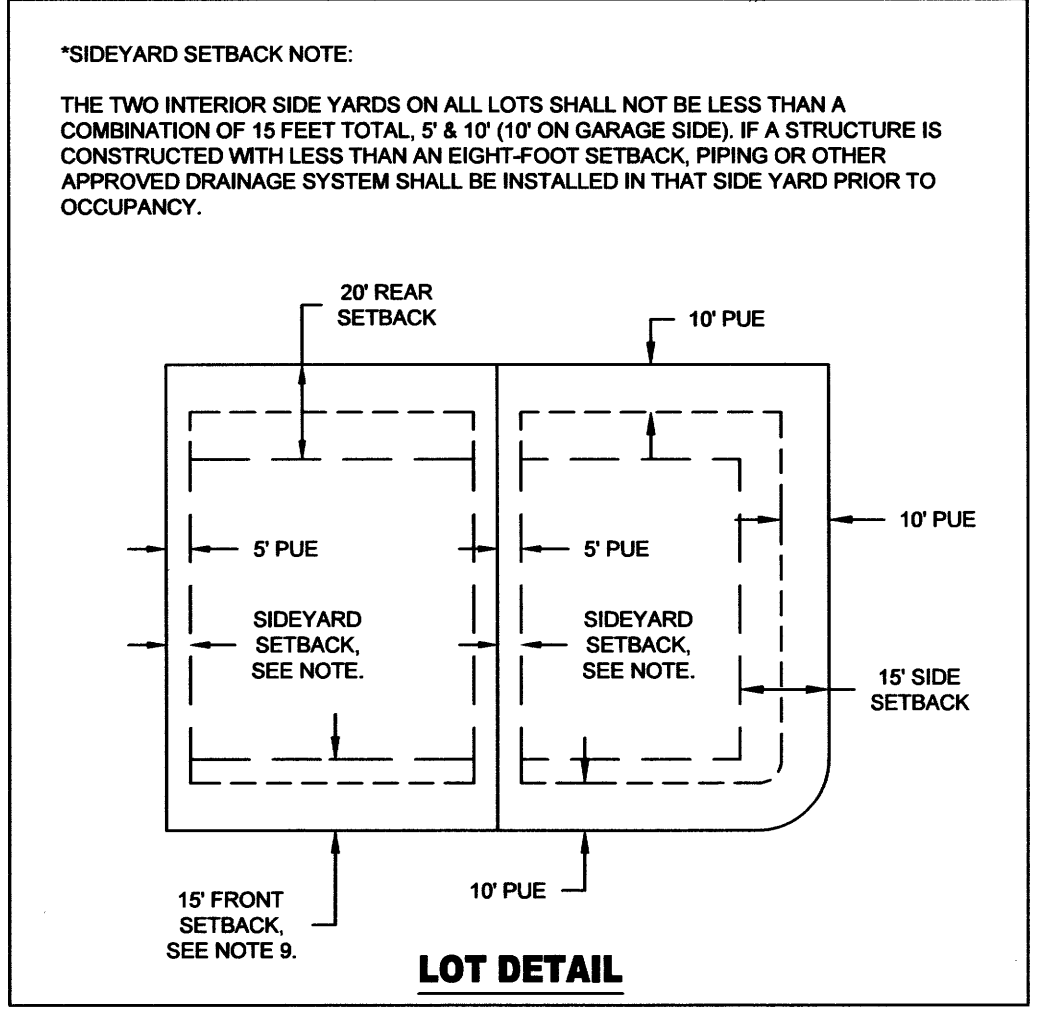 *SIDEYARD SETBACK NOTE:
THE TWO INTERIOR SIDE YARDS ON ALL LOTS SHALL NOT BE LESS THAN A
COMBINATION OF 15 FEET TOTAL, 5' & 10' (10' ON GARAGE SIDE). IF A STRUCTURE IS
CONSTRUCTED WITH LESS THAN AN EIGHT-FOOT SETBACK, PIPING OR OTHER
APPROVED DRAINAGE SYSTEM SHALL BE INSTALLED IN THAT SIDE YARD PRIOR TO
OCCUPANCY.
20' REAR
SETBACK
10' PUE
10' PUE
5' PUE
5' PUE
SIDEYARD
SETBACK,
SEE NOTE.
SIDEYARD
SETBACK,
SEE NOTE.
15' SIDE
SETBACK
15' FRONT
SETBACK,
SEE NOTE 9.
10' PUE
LOT DETAIL